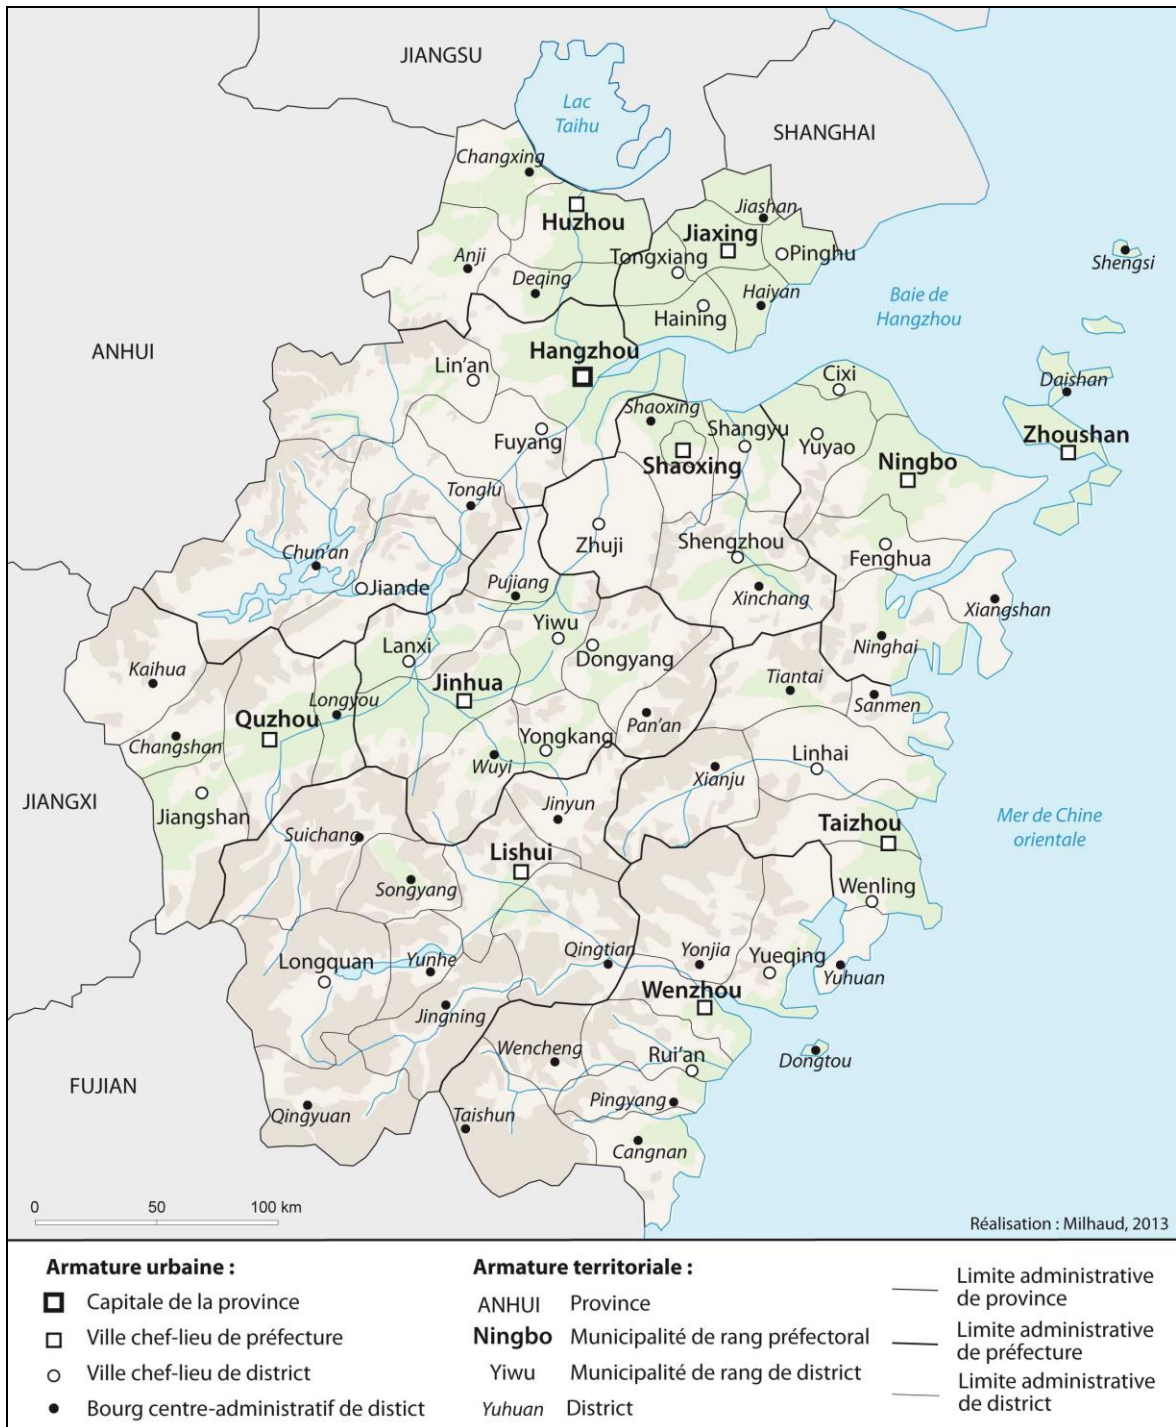 JIANGSU
Lac
Taihu
SHANGHAI
Changxing
Huzhou
Jiashan
Jiaxing
Tongxiang
Pinghu
Anji
Deqing
Haiyan
Haining
Shengsi
Baie de
Hangzhou
ANHUI
Hangzhou
Lin'an
Cixi
Daishan
Shaoxing
Shangyu
Fuyang
Yuyao
Zhoushan
Shaoxing
Ningbo
Tonglu
Zhuji
Shengzhou
Fenghua
Chun'an
Jiande
Pujiang
Xinchang
Xiangshan
Yiwu
Ninghai
Lanxi
Dongyang
Kaihua
Tiantai
Jinhua
Sanmen
Longyou
Quzhou
Pan'an
Changshan
Yongkang
Linhai
Wuyi
Xianju
JIANGXI
Jiangshan
Jinyun
Mer de Chine
orientale
Suichang
Taizhou
Lishui
Songyang
Wenling
Qingtian
Yonjia
Yueqing
Longquan
Yunhe
Yuhuan
Wenzhou
Jingning
Wencheng
Rui'an
Dongtou
FUJIAN
Pingyang
Qingyuan
Taishun
Cangnan
0 50 100 km
Réalisation : Milhaud, 2013
Armature urbaine :
Capitale de la province
Ville chef-lieu de préfecture
Ville chef-lieu de district
Bourg centre-administratif de distict
Armature territoriale :
ANHUI Province
Ningbo Municipalité de rang préfectoral
Yiwu Municipalité de rang de district
Yuhuan District
Limite administrative
de province
Limite administrative
de préfecture
Limite administrative
de district